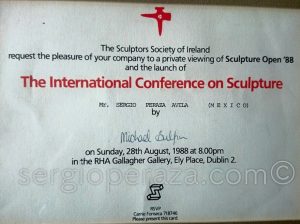 The Sculptors Society of Ireland
request the pleasure of your company to a private viewing of Sculpture Open '88
and the launch of
The International Conference on Sculpture
Mr. SERGIO PERAZA AVILA (MEXICO)
by
Michael
on Sunday, 28th August, 1988 at 8.00pm
in the RHA Gallagher Gallery, Ely Place, Dublin 2.
sergioperaza.com
RSVP
Carrie Fonseca 718746
Please present this card